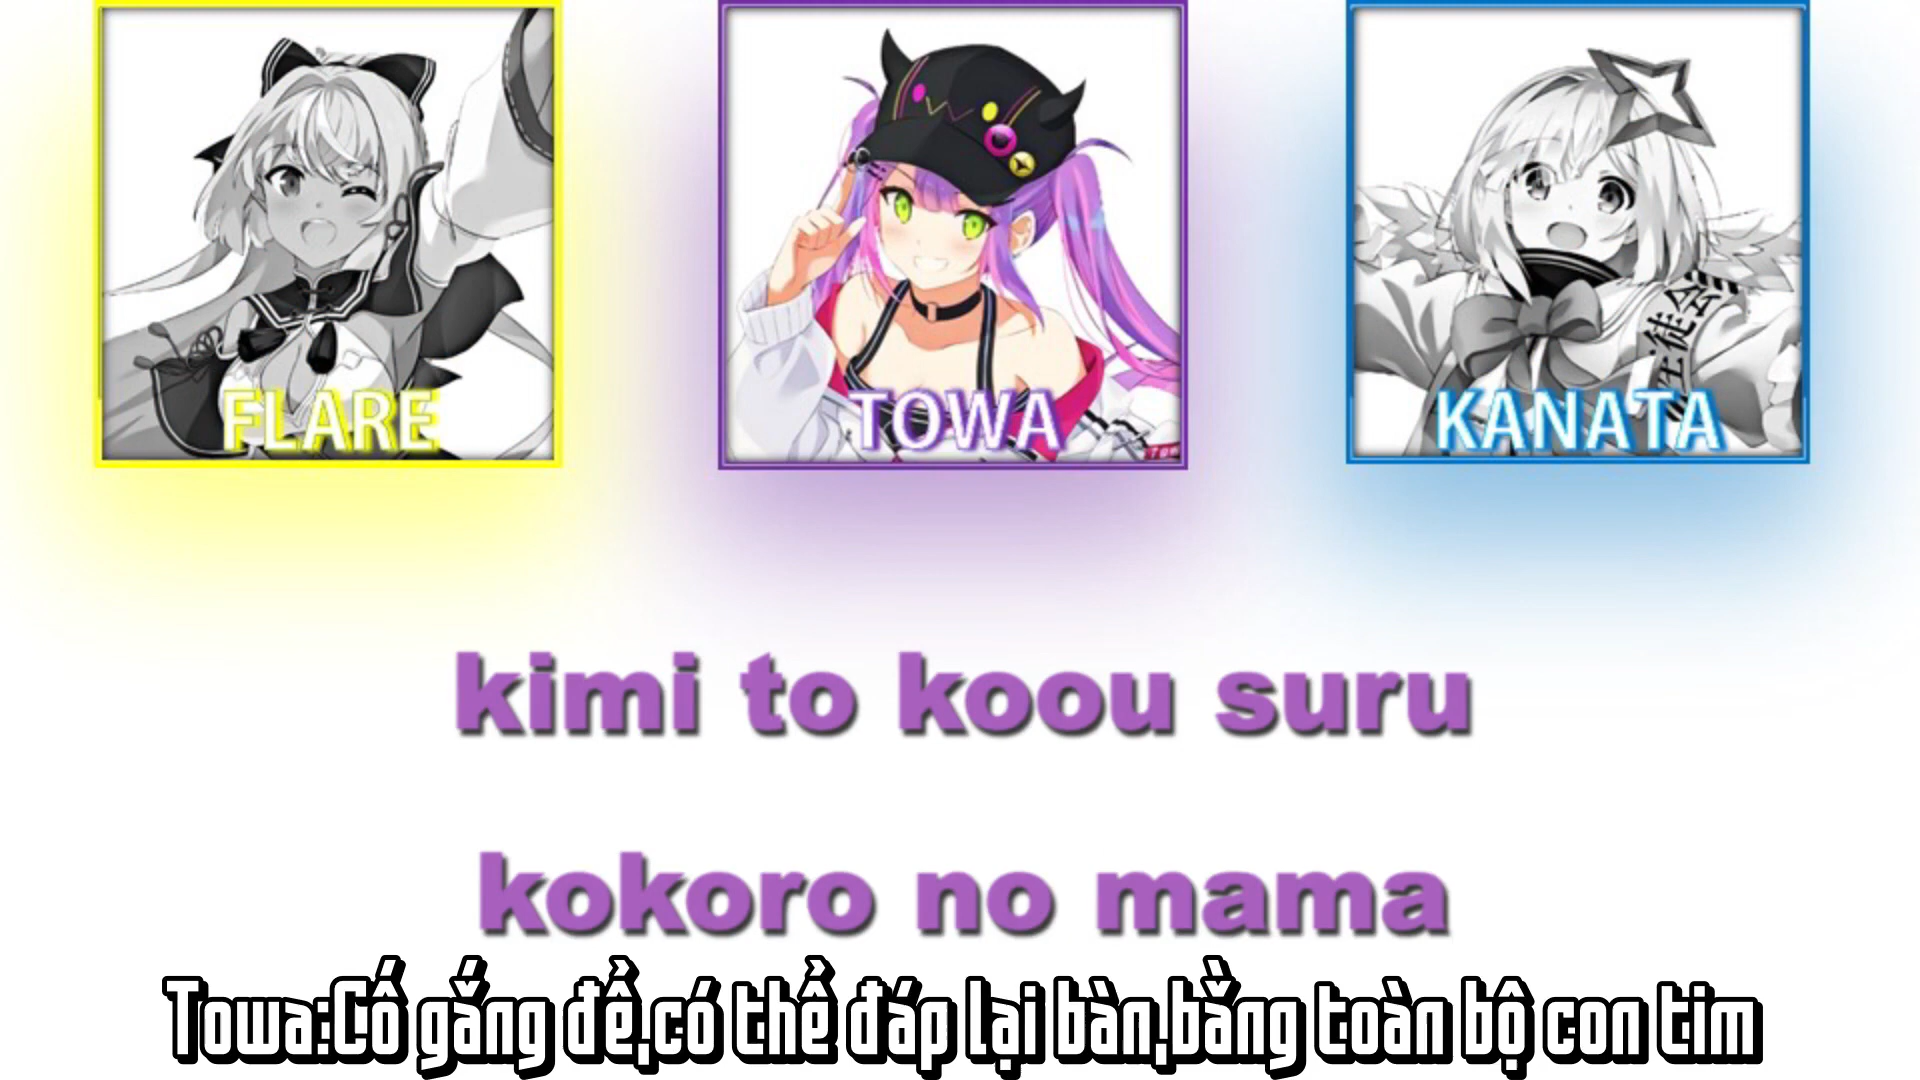 FLARE
TOWA
KANATA
kimi to koou suru
kokoro no mama
Towa:Cố gắng để,có thể đáp lại bàn,bằng toàn bộ con tim